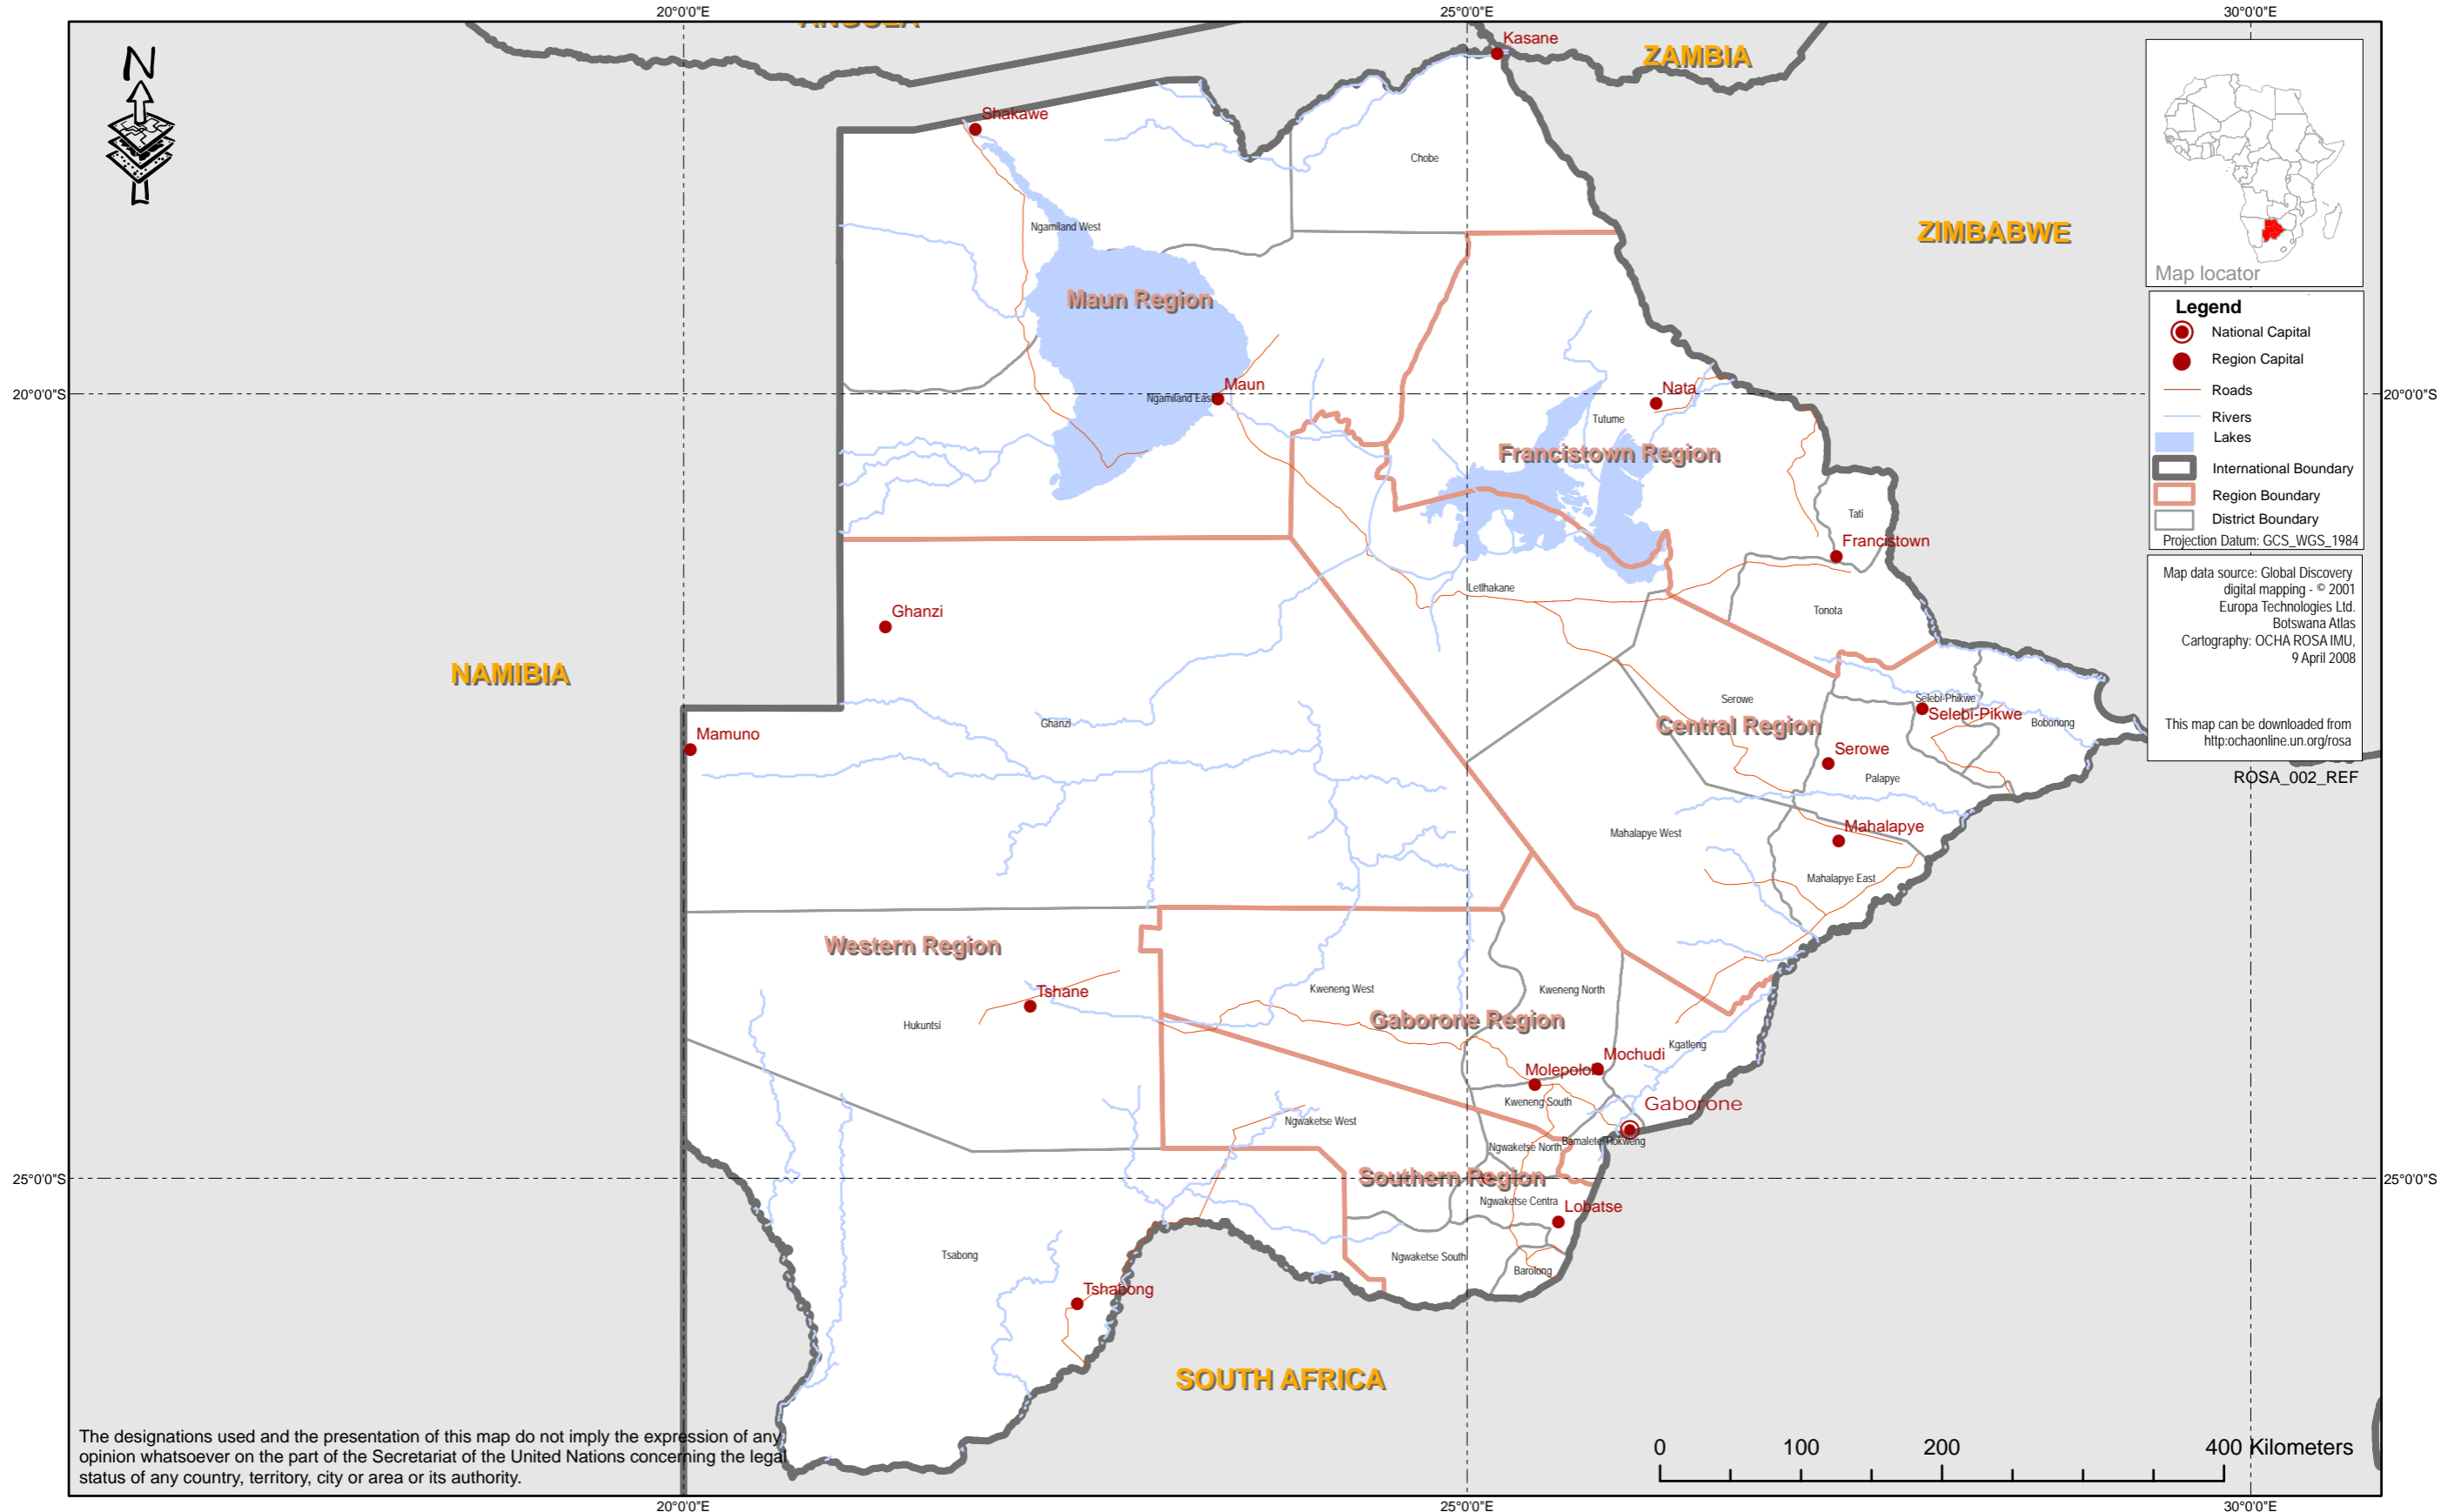 20°0'0"E
25°0'0"E
30°0'0"E
ANGOLA
Kasane
ZAMBIA
N
Shakawe
Chobe
Ngamiland West
ZIMBABWE
Map locator
Maun Region
Legend
National Capital
Region Capital
Roads
Rivers
Lakes
International Boundary
Region Boundary
District Boundary
Projection Datum: GCS_WGS_1984
Maun
Nata
20°0'0"S
20°0'0"S
Ngamiland East
Tutume
Francistown Region
Tati
Francistown
Letlhakane
Tonota
Map data source: Global Discovery
digital mapping - © 2001
Europa Technologies Ltd.
Botswana Atlas
Cartography: OCHA ROSA IMU,
9 April 2008
This map can be downloaded from
http:ochaonline.un.org/rosa
ROSA_002_REF
Ghanzi
NAMIBIA
Serowe
Selebi-Phikwe
Selebi-Pikwe
Bobonong
Ghanzi
Central Region
Mamuno
Serowe
Palapye
Mahalapye West
Mahalapye
Mahalapye East
Western Region
Tshane
Kweneng West
Kweneng North
Hukuntsi
Gaborone Region
Kgatleng
Mochudi
Molepolol
Kweneng South
Gaborone
Ngwaketse West
Ngwaketse North
Bamalete/Tlokweng
Southern Region
25°0'0"S
25°0'0"S
Ngwaketse Centra
Lobatse
Tsabong
Ngwaketse South
Barolong
Tshabong
SOUTH AFRICA
The designations used and the presentation of this map do not imply the expression of any
opinion whatsoever on the part of the Secretariat of the United Nations concerning the legal
status of any country, territory, city or area or its authority.
0 100 200 400 Kilometers
20°0'0"E
25°0'0"E
30°0'0"E